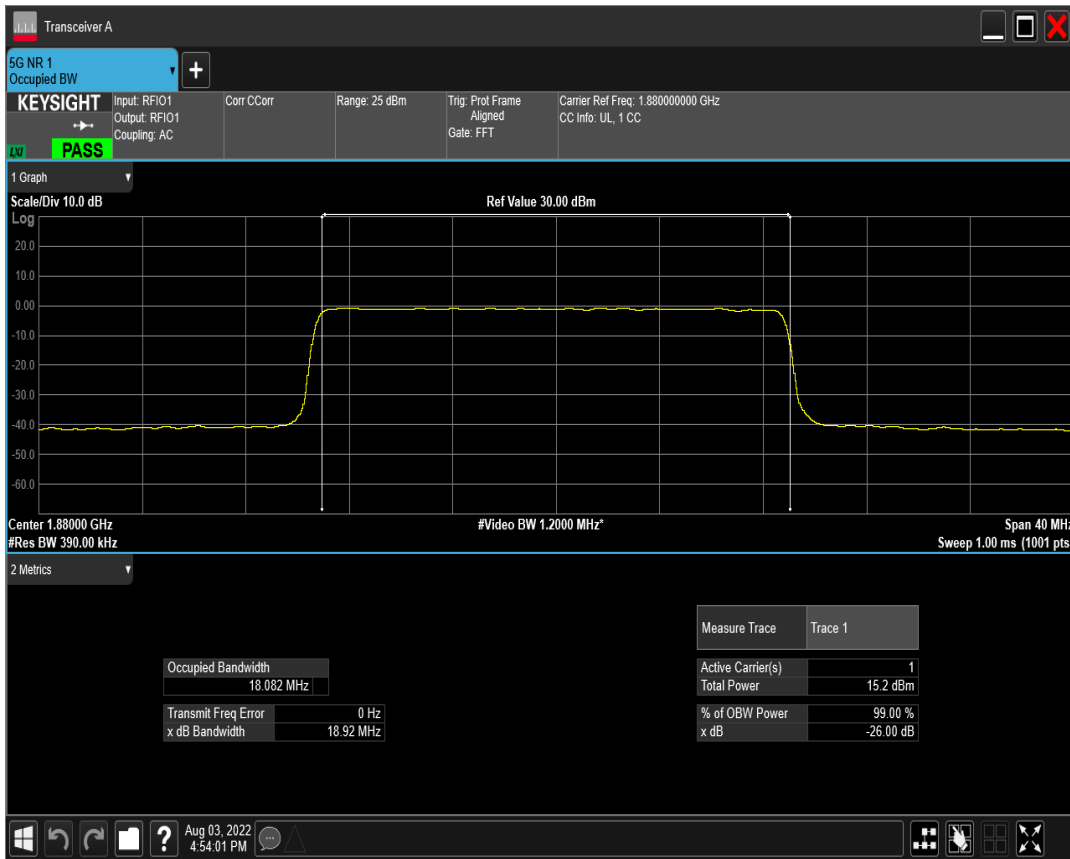 Transceiver A
5G NR 1
Occupied BW
KEYSIGHT
LXI
PASS
Input: RFIO1
Output: RFIO1
Coupling: AC
Corr CCorr
Range: 25 dBm
Trig: Prot Frame
Aligned
Gate: FFT
Carrier Ref Freq: 1.880000000 GHz
CC Info: UL, 1 CC
1 Graph
Scale/Div 10.0 dB
Ref Value 30.00 dBm
Log
20.0
10.0
0.00
-10.0
-20.0
-30.0
-40.0
-50.0
-60.0
Center 1.88000 GHz
#Video BW 1.2000 MHz*
Span 40 MHz
#Res BW 390.00 kHz
Sweep 1.00 ms (1001 pts
2 Metrics
Measure Trace Trace 1
Occupied Bandwidth
18.082 MHz
Active Carrier(s) 1
Total Power 15.2 dBm
Transmit Freq Error 0 Hz
x dB Bandwidth 18.92 MHz
% of OBW Power 99.00 %
x dB -26.00 dB
?
Aug 03, 2022
4:54:01 PM